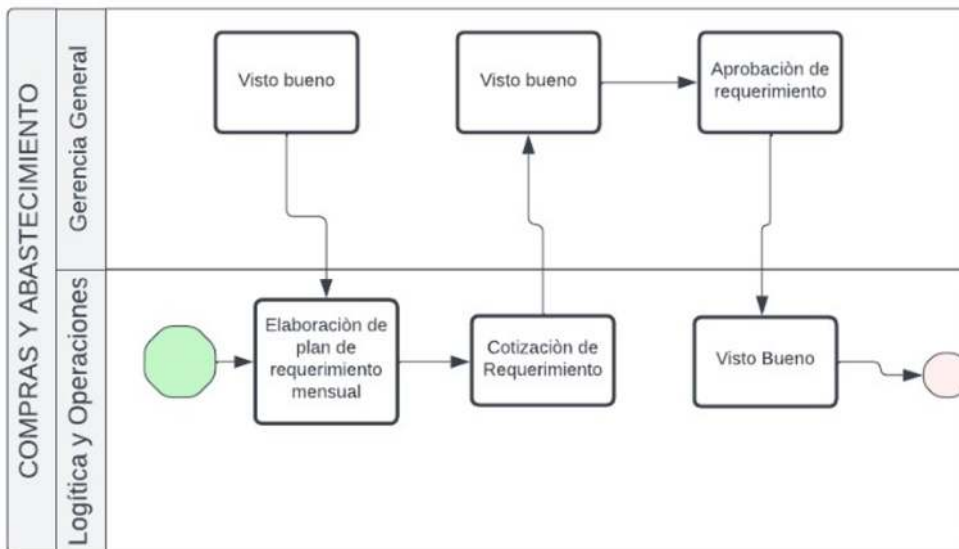 COMPRAS Y ABASTECIMIENTO
Gerencia General
Visto bueno
Visto bueno
Aprobaciòn de
requerimiento
Logítica y Operaciones
Elaboraciòn de
plan de
requerimiento
mensual
Cotizaciòn de
Requerimiento
Visto Bueno